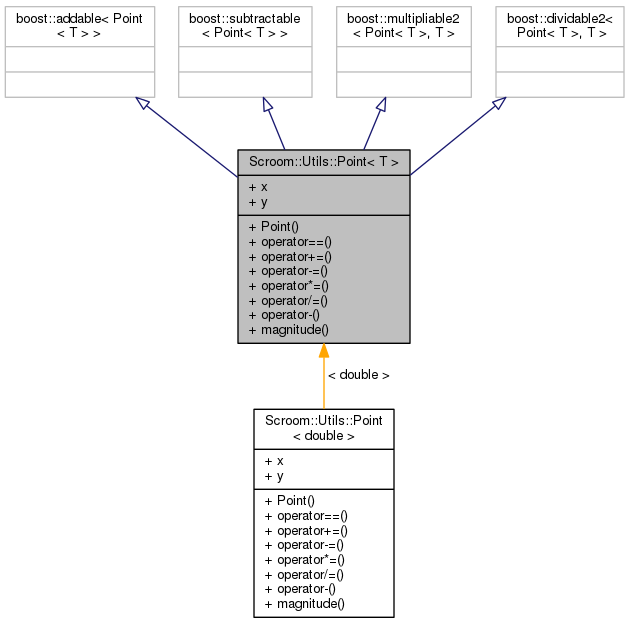 boost::addable< Point
< T > >
boost::subtractable
< Point< T > >
boost::multipliable2
< Point< T >, T >
boost::dividable2<
Point< T >, T >
Scroom::Utils::Point< T >
+ x
+ y
+ Point()
+ operator==()
+ operator+=()
+ operator-=()
+ operator*=()
+ operator/=()
+ operator-()
+ magnitude()
< double >
Scroom::Utils::Point
< double >
+ x
+ y
+ Point()
+ operator==()
+ operator+=()
+ operator-=()
+ operator*=()
+ operator/=()
+ operator-()
+ magnitude()